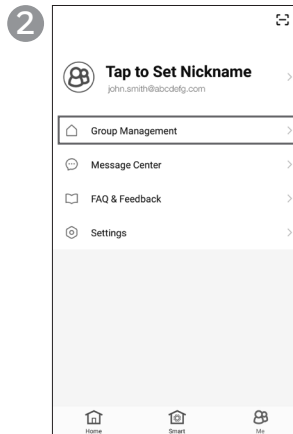 2
Tap to Set Nickname
john.smith@abcdefg.com
Group Management
Message Center
FAQ & Feedback
Settings
Home Smart Me